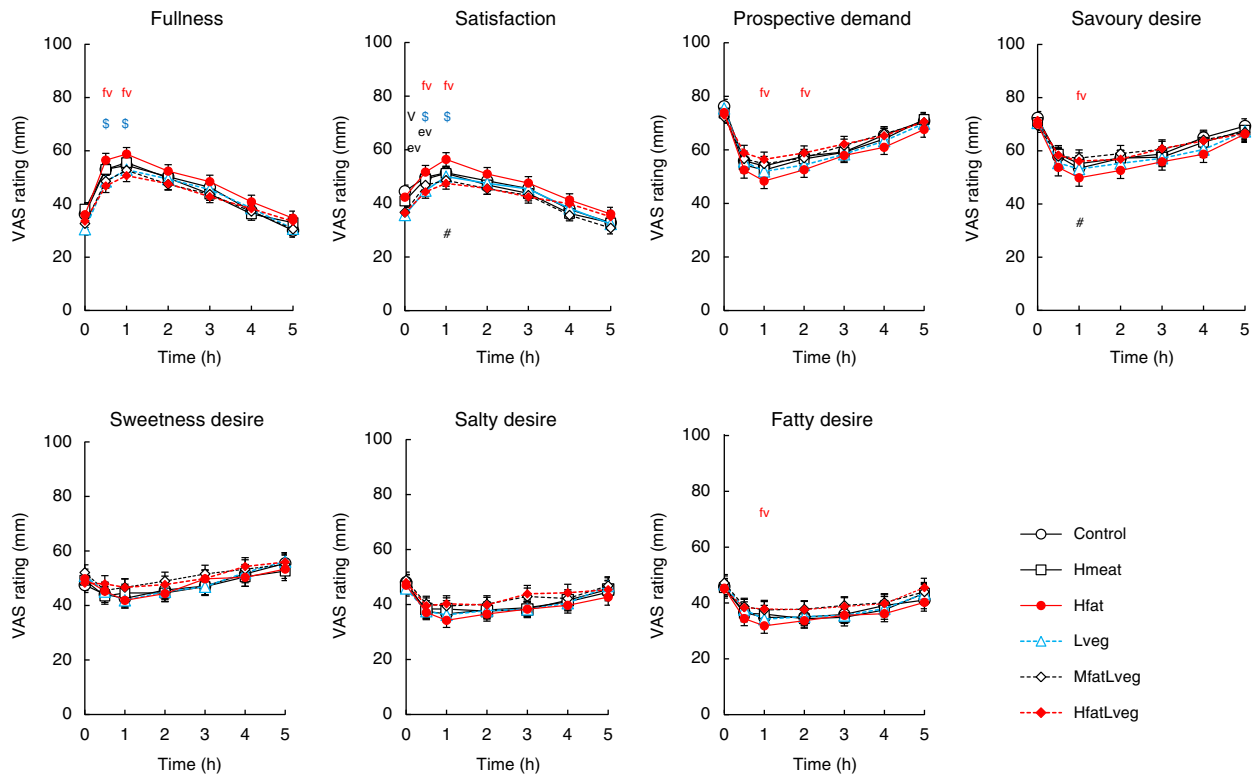 Fullness
VAS rating (mm)
100
80
60
40
20
0
fv fv
$ $
0 1 2 3 4 5
Time (h)
Satisfaction
VAS rating (mm)
100
80
60
40
20
0
fv fv
V $ $
ev
ev
#
0 1 2 3 4 5
Time (h)
Prospective demand
VAS rating (mm)
100
80
60
40
20
0
fv fv
0 1 2 3 4 5
Time (h)
Savoury desire
VAS rating (mm)
100
80
60
40
20
0
fv
#
0 1 2 3 4 5
Time (h)
Sweetness desire
VAS rating (mm)
100
80
60
40
20
0
0 1 2 3 4 5
Time (h)
Salty desire
VAS rating (mm)
100
80
60
40
20
0
0 1 2 3 4 5
Time (h)
Fatty desire
VAS rating (mm)
100
80
60
40
20
0
fv
0 1 2 3 4 5
Time (h)
Control
Hmeat
Hfat
Lveg
MfatLveg
HfatLveg